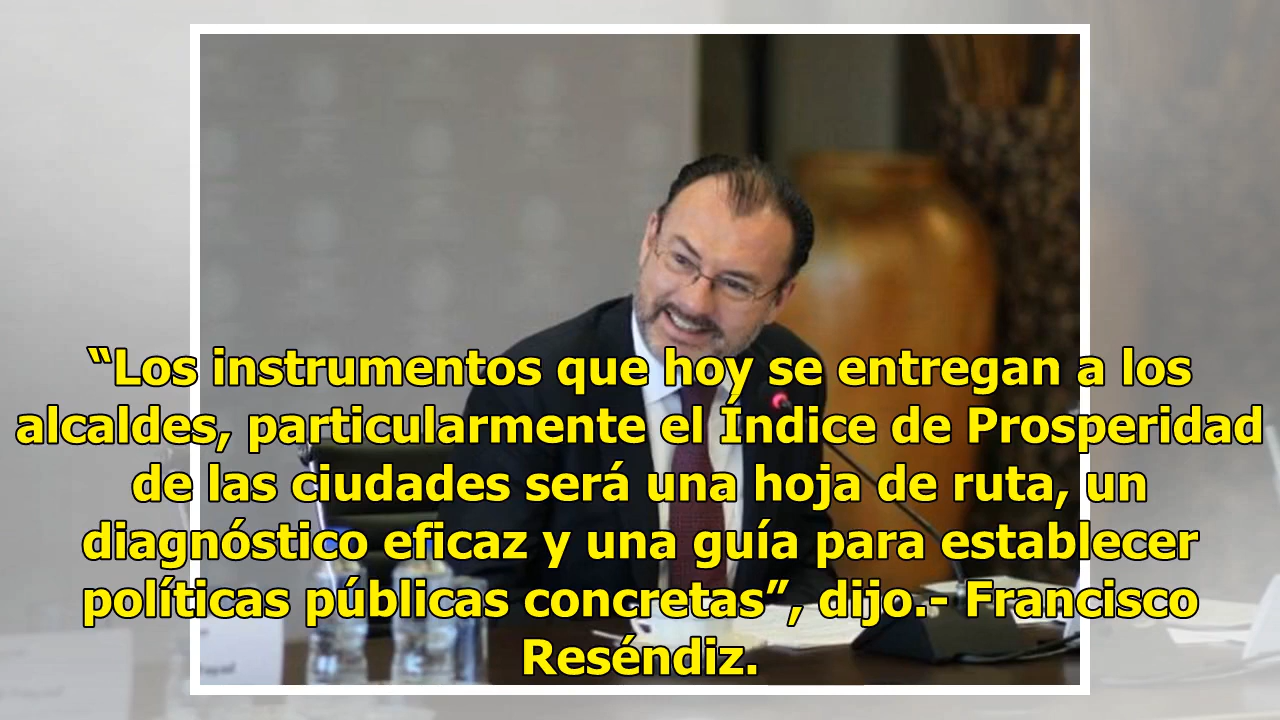 “Los instrumentos que hoy se entregan a los
alcaldes, particularmente el Índice de Prosperidad
de las ciudades será una hoja de ruta, un
diagnóstico eficaz y una guía para establecer
políticas públicas concretas”, dijo.- Francisco
Reséndiz.